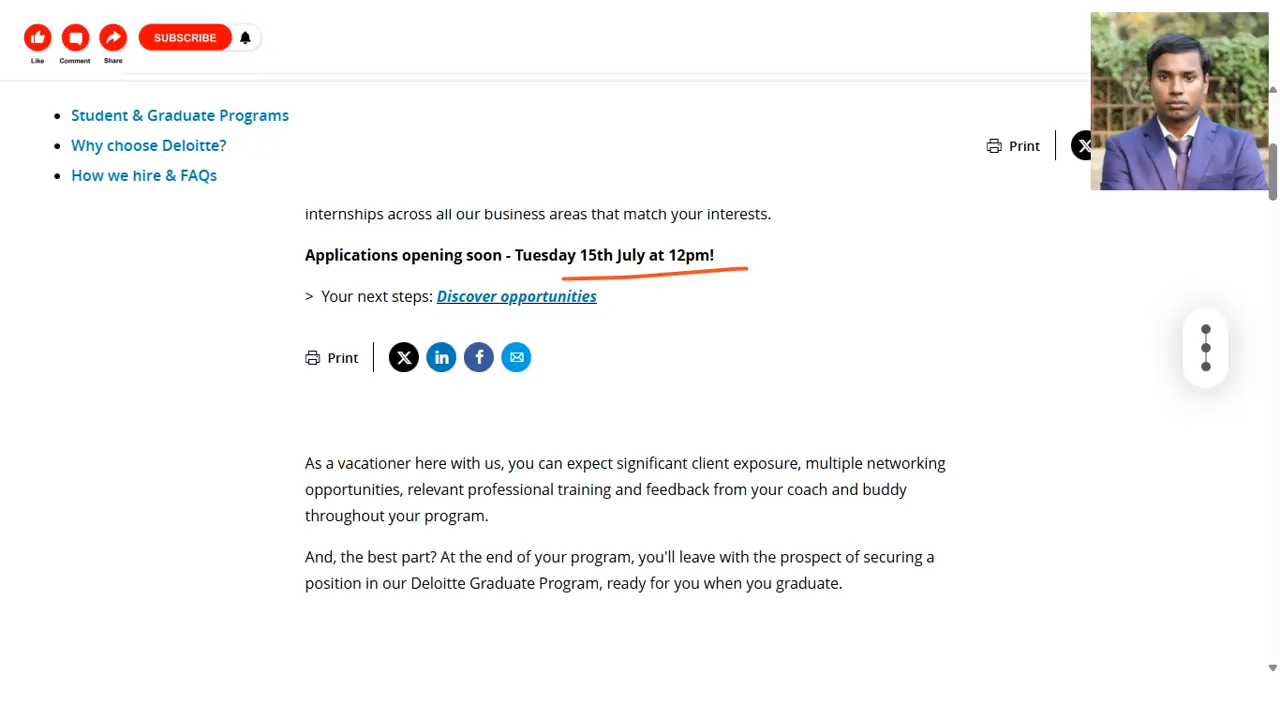 SUBSCRIBE
Like Comment Share
Student & Graduate Programs
Why choose Deloitte?
How we hire & FAQs
Print X
internships across all our business areas that match your interests.
Applications opening soon - Tuesday 15th July at 12pm!
> Your next steps: Discover opportunities
Print X in f
As a vacationer here with us, you can expect significant client exposure, multiple networking
opportunities, relevant professional training and feedback from your coach and buddy
throughout your program.
And, the best part? At the end of your program, you'll leave with the prospect of securing a
position in our Deloitte Graduate Program, ready for you when you graduate.